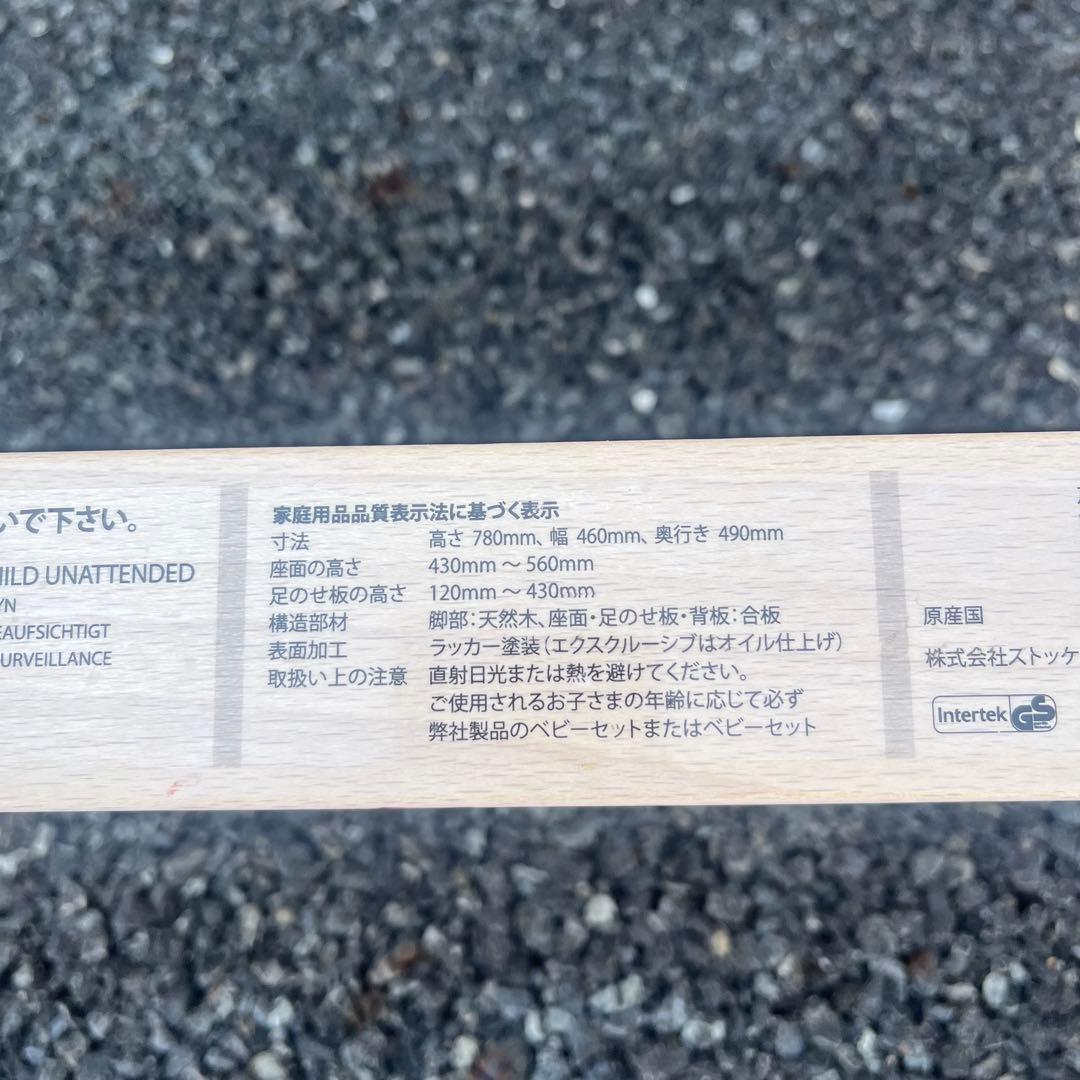 いで下さい。
HILD UNATTENDED
YN
EAUFSICHTIGT
SURVEILLANCE
家庭用品品質表示法に基づく表示
寸法 高さ 780mm、幅 460mm、奥行き 490mm
座面の高さ 430mm ～ 560mm
足のせ板の高さ 120mm ～ 430mm
構造部材 脚部：天然木、座面・足のせ板・背板：合板
表面加工 ラッカー塗装（エクスクルーシブはオイル仕上げ）
取扱い上の注意 直射日光または熱を避けてください。
ご使用されるお子さまの年齢に応じて必ず
弊社製品のベビーセットまたはベビーセット
原産国
株式会社ストッケ
Intertek GS